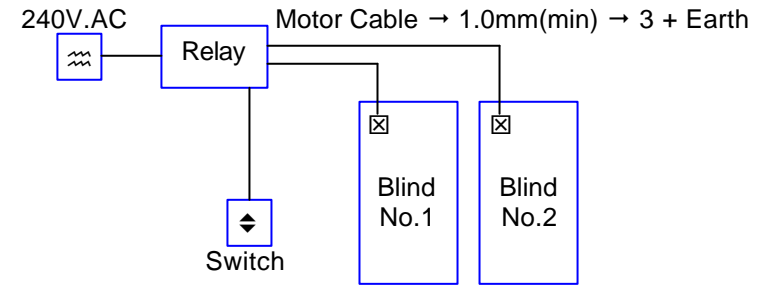 240V.AC
Motor Cable → 1.0mm(min) → 3 + Earth
Relay
Blind
No.1
Blind
No.2
Switch